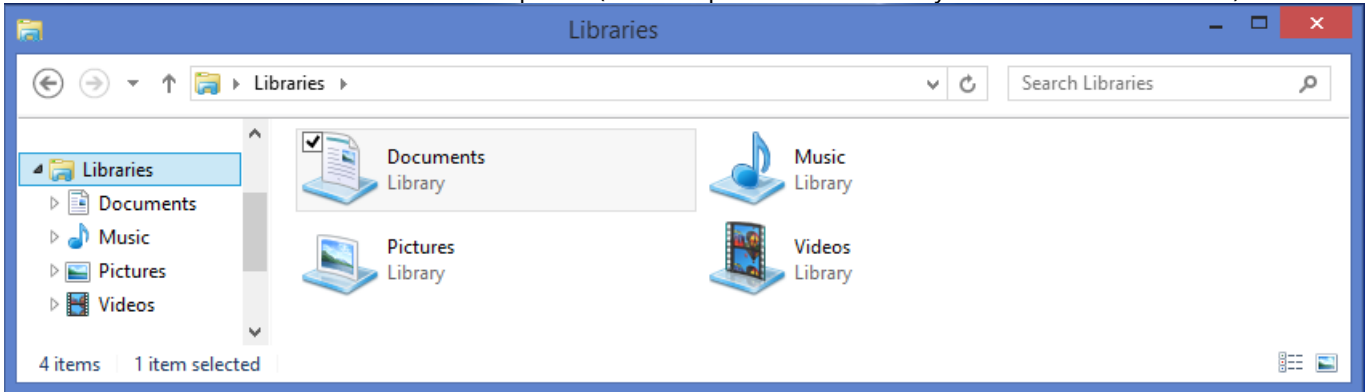 Libraries
Libraries
Search Libraries
Libraries
Documents
Music
Pictures
Videos
Documents
Library
Music
Library
Pictures
Library
Videos
Library
4 items 1 item selected